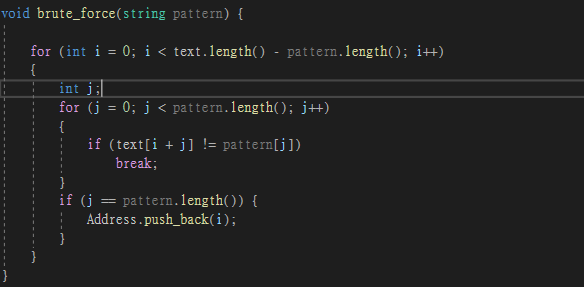 void brute_force(string pattern) {
for (int i = 0; i < text.length() - pattern.length(); i++)
{
int j;
for (j = 0; j < pattern.length(); j++)
{
if (text[i + j] != pattern[j])
break;
}
if (j == pattern.length()) {
Address.push_back(i);
}
}
}